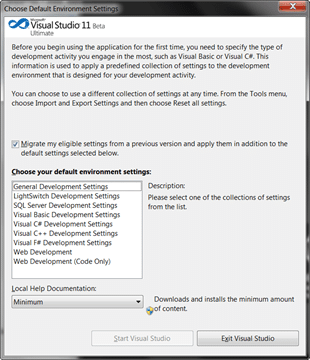 Choose Default Environment Settings
Microsoft
Visual Studio 11 Beta
Ultimate
Before you begin using the application for the first time, you need to specify the type of
development activity you engage in the most, such as Visual Basic or Visual C#. This
information is used to apply a predefined collection of settings to the development
environment that is designed for your development activity.
You can choose to use a different collection of settings at any time. From the Tools menu,
choose Import and Export Settings and then choose Reset all settings.
Migrate my eligible settings from a previous version and apply them in addition to the
default settings selected below.
Choose your default environment settings:
General Development Settings
LightSwitch Development Settings
SQL Server Development Settings
Visual Basic Development Settings
Visual C# Development Settings
Visual C++ Development Settings
Visual F# Development Settings
Web Development
Web Development (Code Only)
Description:
Please select one of the collections of settings
from the list.
Local Help Documentation:
Minimum
Downloads and installs the minimum amount
of content.
Start Visual Studio
Exit Visual Studio